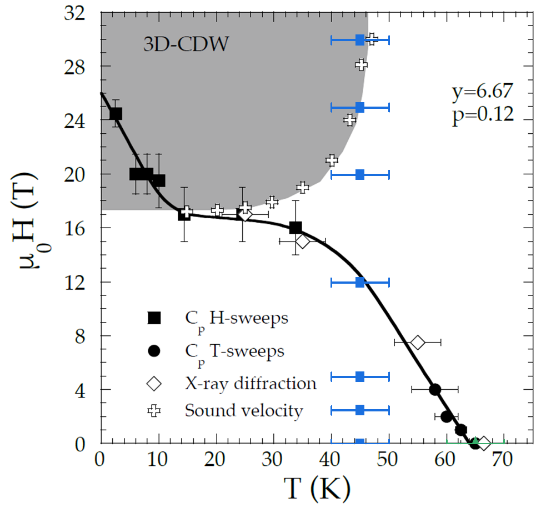 32
28
24
20
16
12
8
4
0
μ0H (T)
3D-CDW
y=6.67
p=0.12
Cp H-sweeps
Cp T-sweeps
X-ray diffraction
Sound velocity
0 10 20 30 40 50 60 70
T (K)